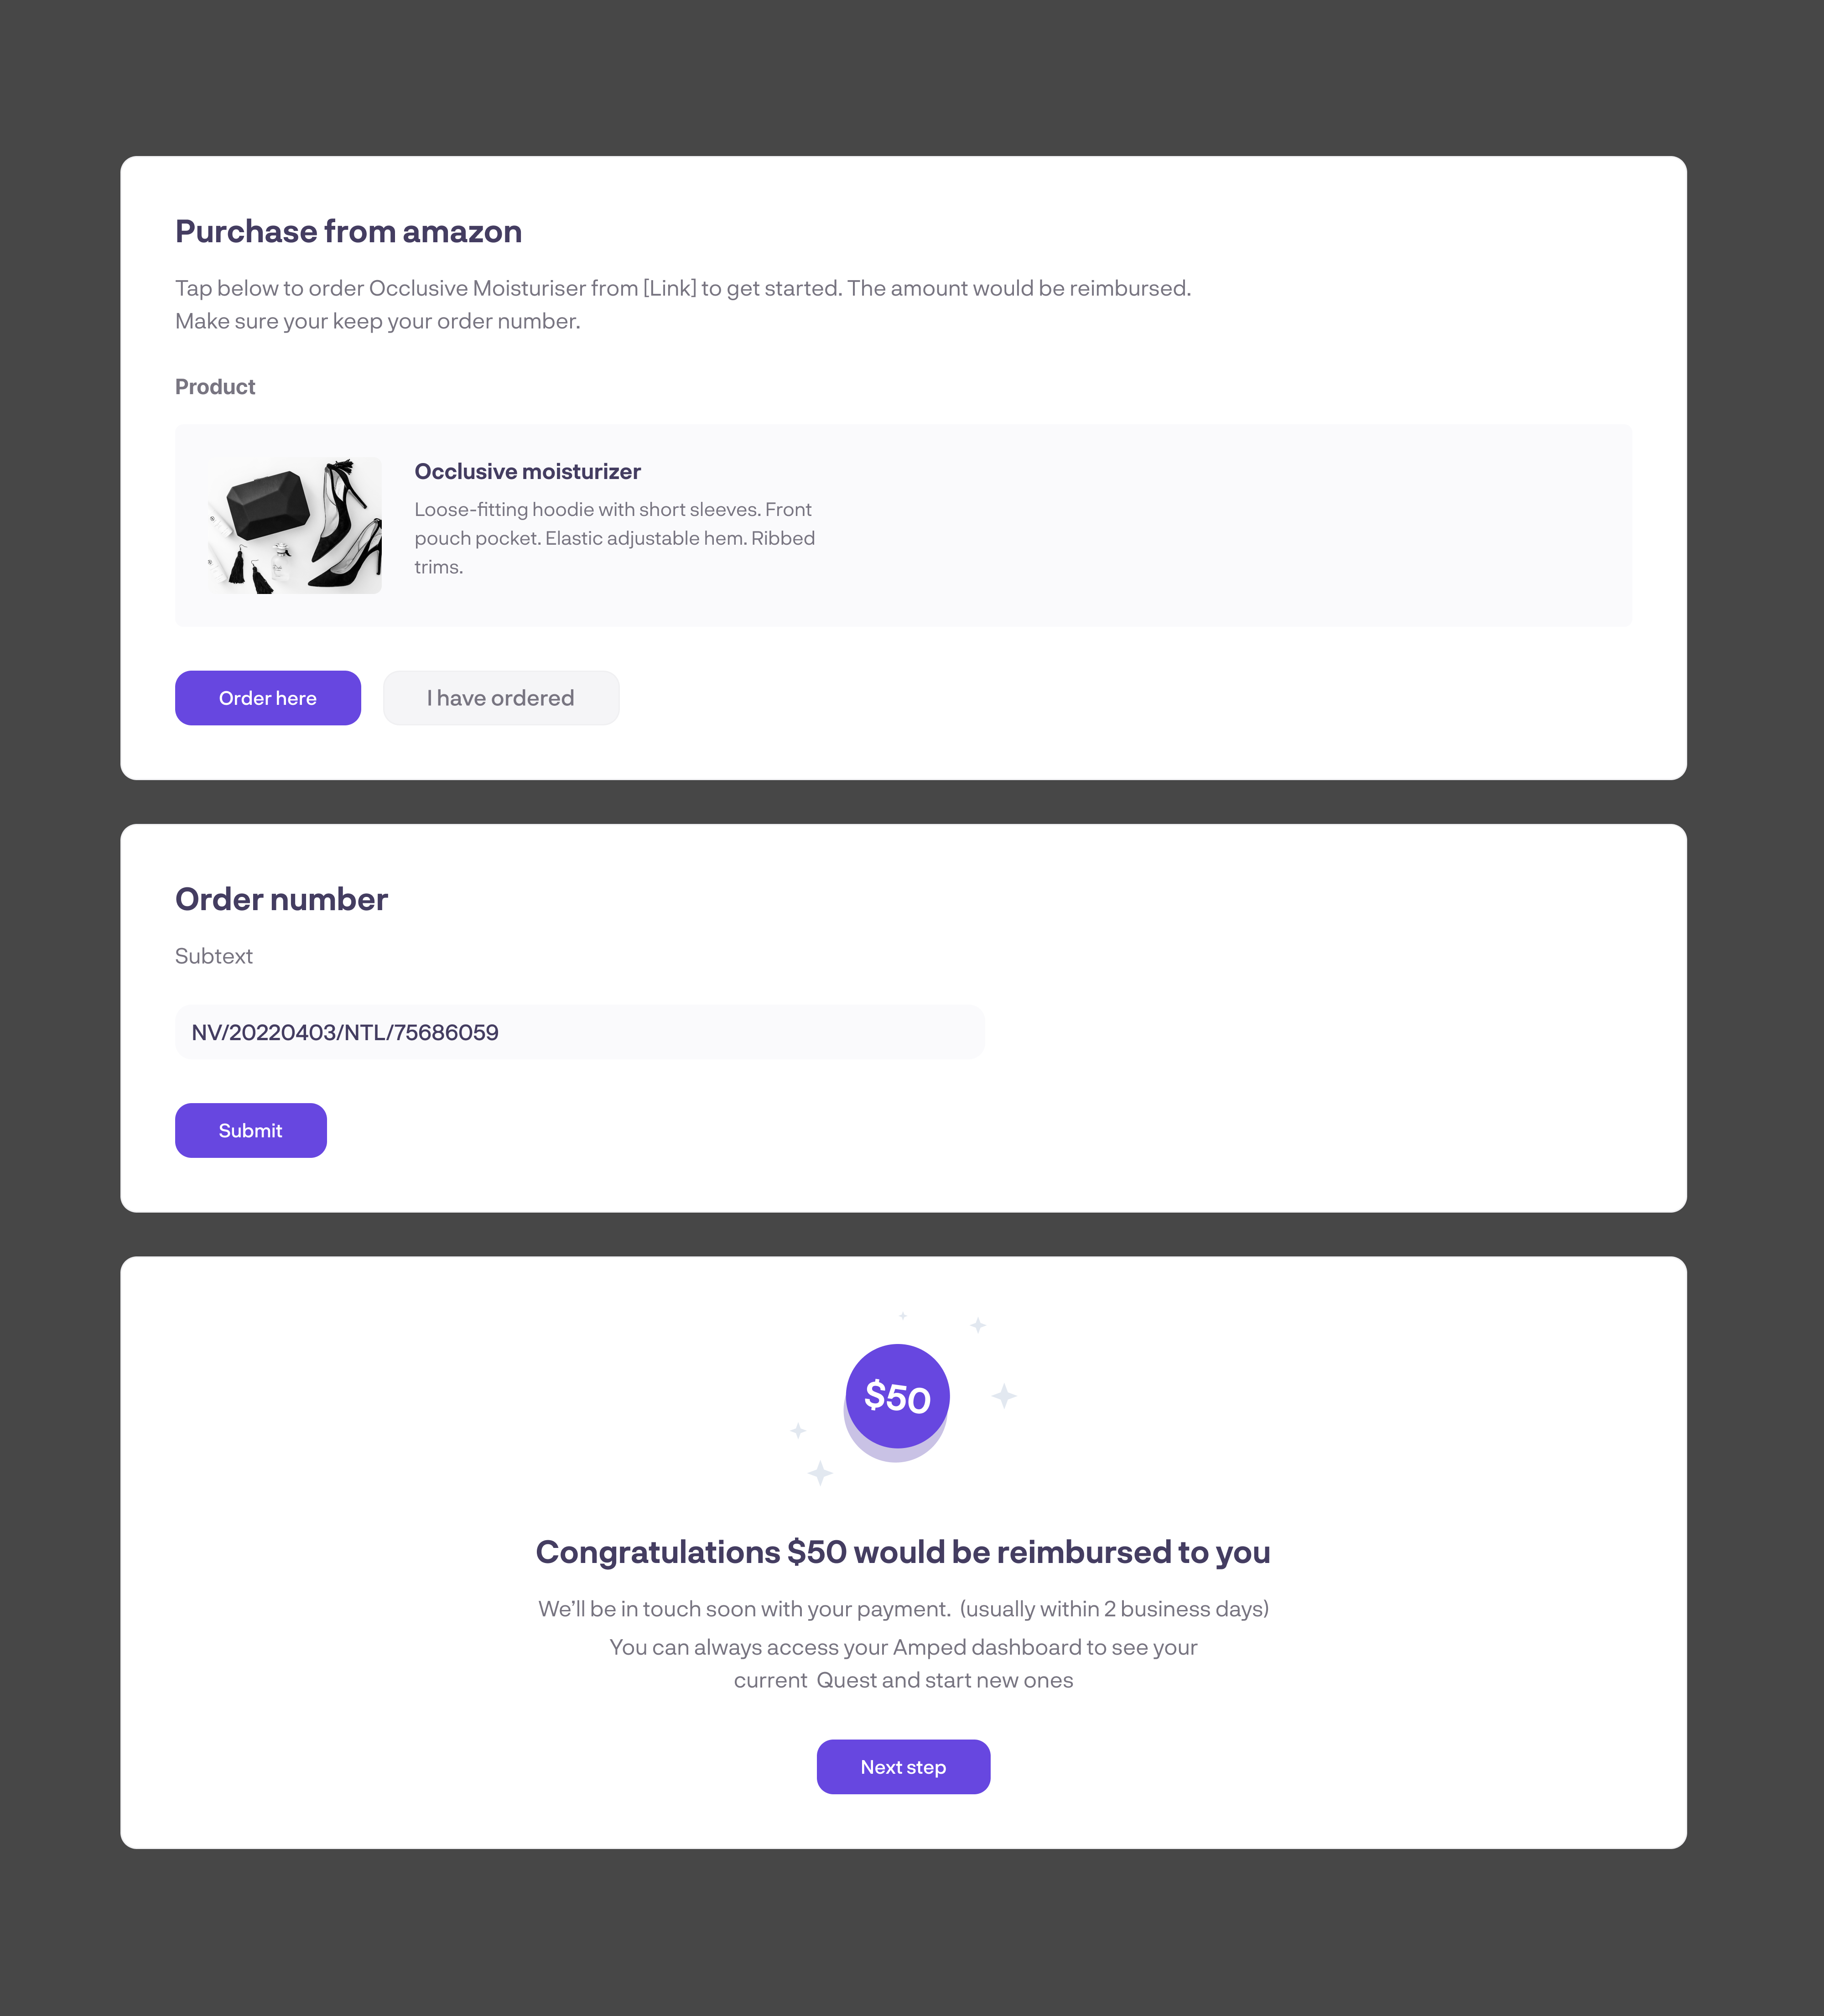 Purchase from amazon
Tap below to order Occlusive Moisturiser from [Link] to get started. The amount would be reimbursed.
Make sure your keep your order number.
Product
Occlusive moisturizer
Loose-fitting hoodie with short sleeves. Front
pouch pocket. Elastic adjustable hem. Ribbed
trims.
Order here
I have ordered
Order number
Subtext
NV/20220403/NTL/75686059
Submit
$50
Congratulations $50 would be reimbursed to you
We’ll be in touch soon with your payment.  (usually within 2 business days)
You can always access your Amped dashboard to see your
current  Quest and start new ones
Next step